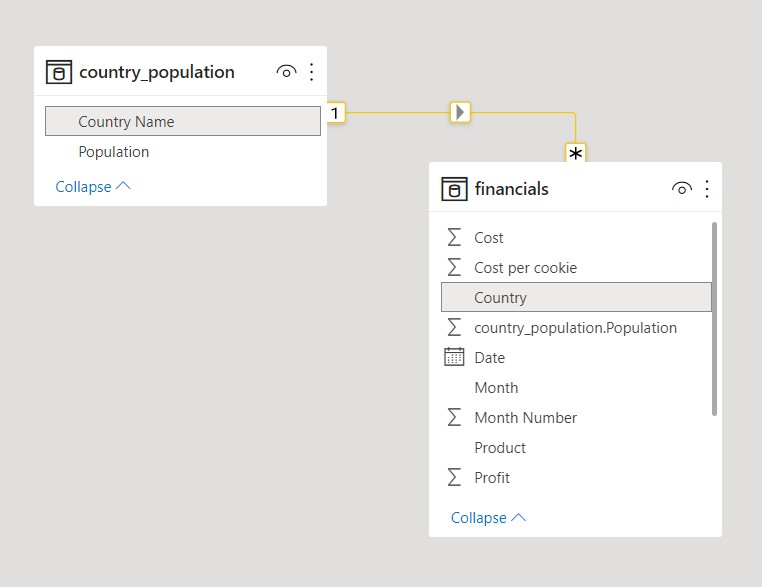 country_population
Country Name
Population
Collapse
1
*
financials
Cost
Cost per cookie
Country
country_population.Population
Date
Month
Month Number
Product
Profit
Collapse